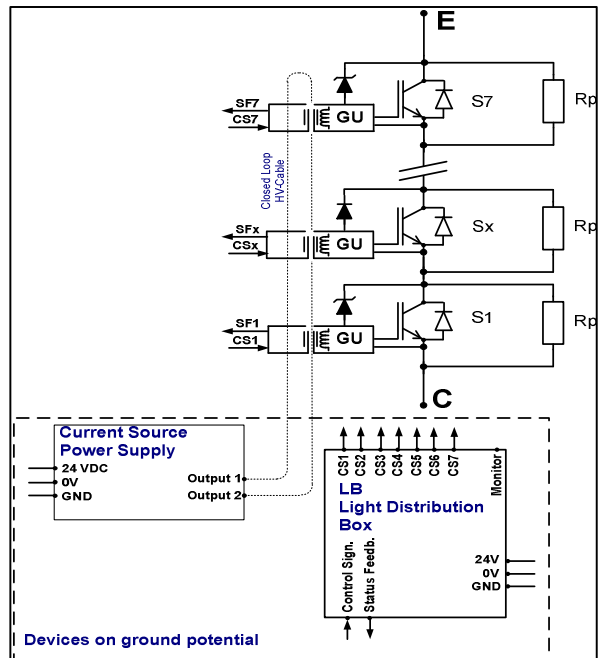 E
SF7
CS7
GU
S7
Rp
Closed Loop
HV-Cable
SFx
CSx
GU
Sx
Rp
SF1
CS1
GU
S1
Rp
C
Current Source
Power Supply
24 VDC
0V
GND
Output 1
Output 2
CS1
CS2
CS3
CS4
CS5
CS6
CS7
Monitor
LB
Light Distribution
Box
24V
0V
GND
Control Sign.
Status Feedb.
Devices on ground potential